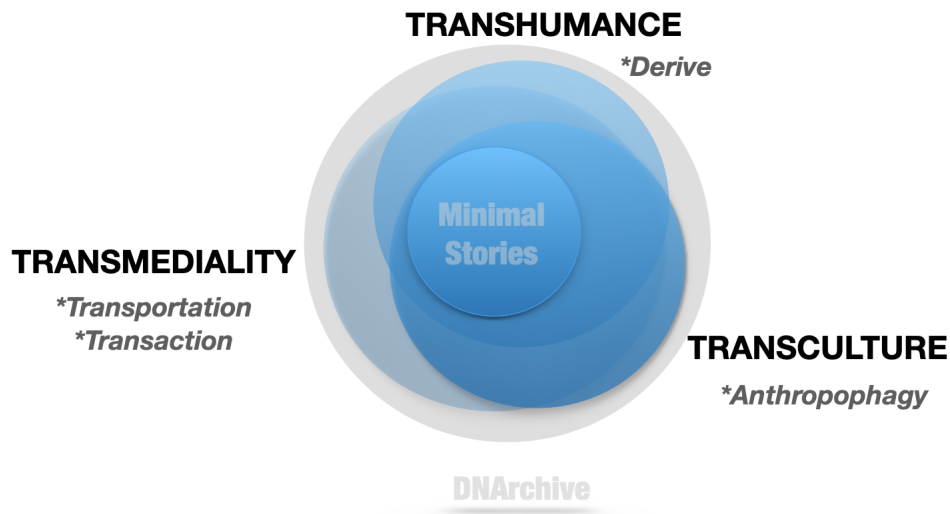 TRANSHUMANCE
*Derive
Minimal
Stories
TRANSMEDIALITY
*Transportation
*Transaction
TRANSCULTURE
*Anthropophagy
DNArchive